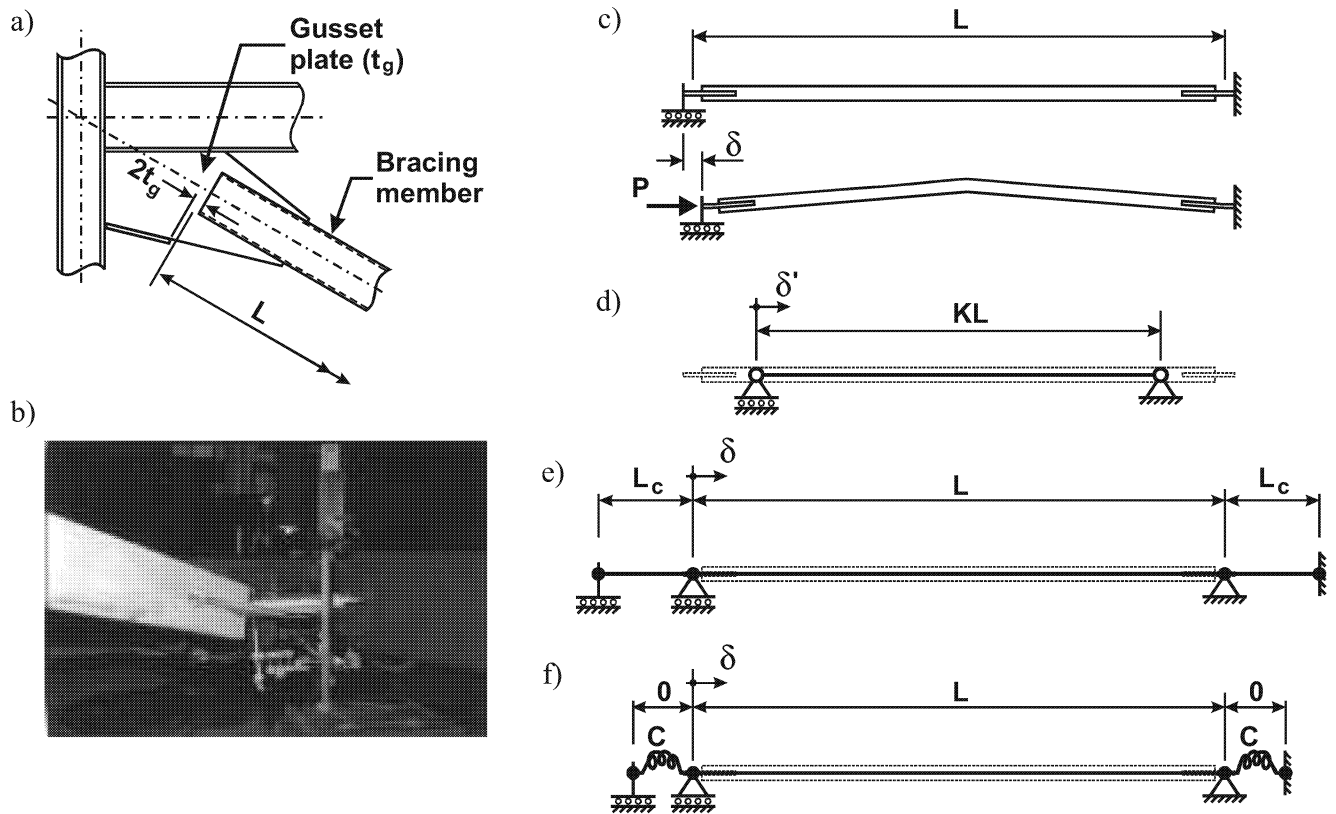 a)
Gusset
plate (tg)
2tg
Bracing
member
L
b)
c)
L
δ
P
d)
δ'
KL
e)
δ
Lc
L
Lc
f)
δ
0
L
0
C
C